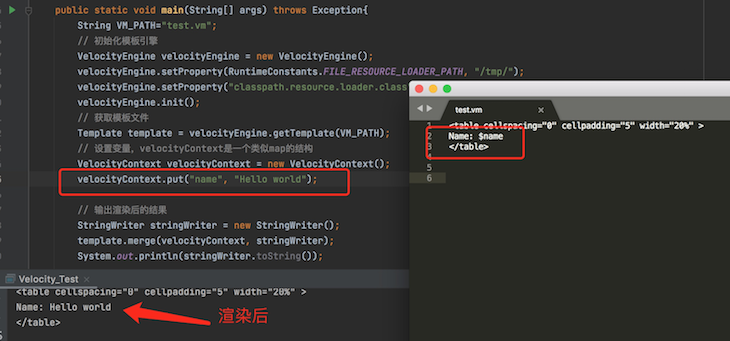 public static void main(String[] args) throws Exception{
String VM_PATH="test.vm";
// 初始化模板引擎
VelocityEngine velocityEngine = new VelocityEngine();
velocityEngine.setProperty(RuntimeConstants.FILE_RESOURCE_LOADER_PATH, "/tmp/");
velocityEngine.setProperty("classpath.resource.loader.class
velocityEngine.init();
// 获取模板文件
Template template = velocityEngine.getTemplate(VM_PATH);
// 设置变量，velocityContext是一个类似map的结构
VelocityContext velocityContext = new VelocityContext();
velocityContext.put("name", "Hello world");
// 输出渲染后的结果
StringWriter stringWriter = new StringWriter();
template.merge(velocityContext, stringWriter);
System.out.println(stringWriter.toString());
test.vm
1 <table cellspacing="0" cellpadding="5" width="20%" >
2 Name: $name
3 </table>
4
5
6
Velocity_Test
<table cellspacing="0" cellpadding="5" width="20%" >
Name: Hello world
</table>
渲染后